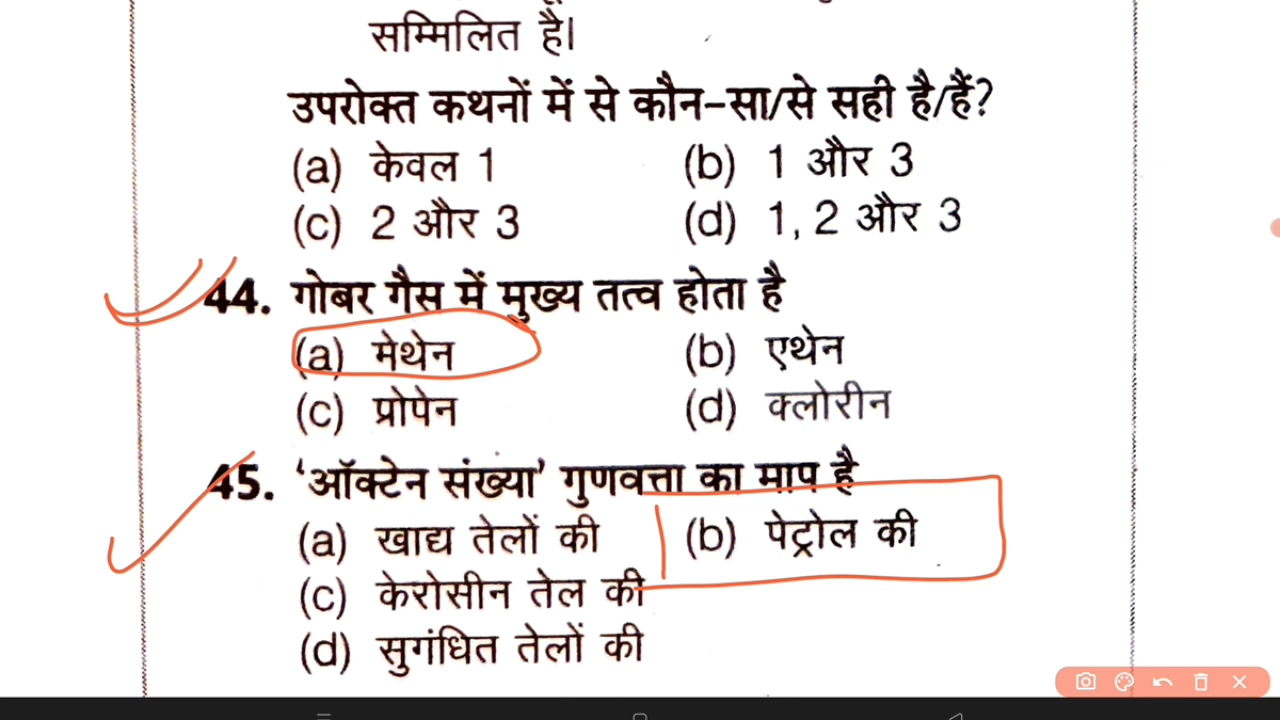 सम्मिलित है।
उपरोक्त कथनों में से कौन-सा/से सही है/हैं?
(a) केवल 1 (b) 1 और 3
(c) 2 और 3 (d) 1, 2 और 3
44. गोबर गैस में मुख्य तत्व होता है
(a) मेथेन (b) एथेन
(c) प्रोपेन (d) क्लोरीन
45. 'ऑक्टेन संख्या' गुणवत्ता का माप है
(a) खाद्य तेलों की (b) पेट्रोल की
(c) केरोसीन तेल की
(d) सुगंधित तेलों की